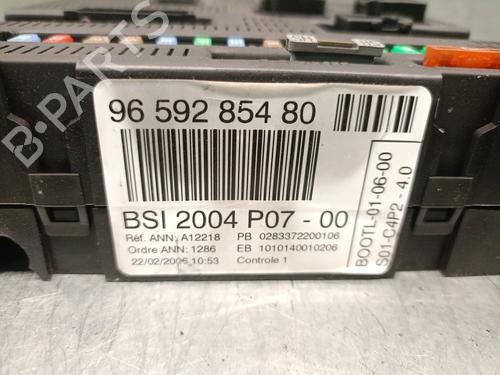 96 592 854 80
BSI 2004 P07 - 00
Réf. ANN: A12218 PB 0283372200106
Ordre ANN: 1286 EB 1010140010206
22/02/2006 10:53 Controle 1
BOOTL-01-06-00
S01-C4P2 - 4.0
B-PARTS